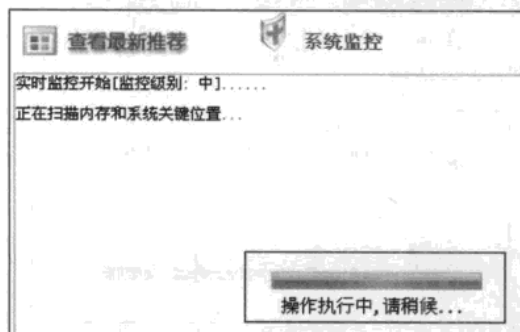 查看最新推荐 系统监控
实时监控开始[监控级别: 中]......
正在扫描内存和系统关键位置...
操作执行中,请稍候...